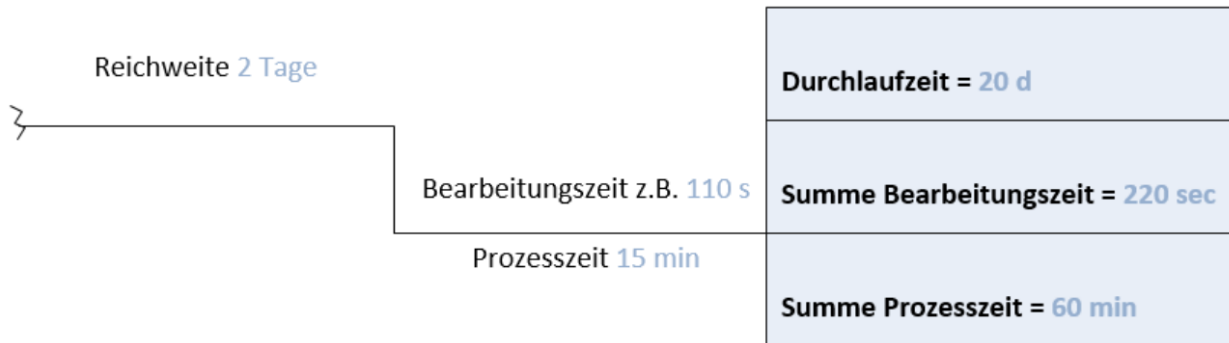 Reichweite 2 Tage
Durchlaufzeit = 20 d
Bearbeitungszeit z.B. 110 s
Summe Bearbeitungszeit = 220 sec
Prozesszeit 15 min
Summe Prozesszeit = 60 min